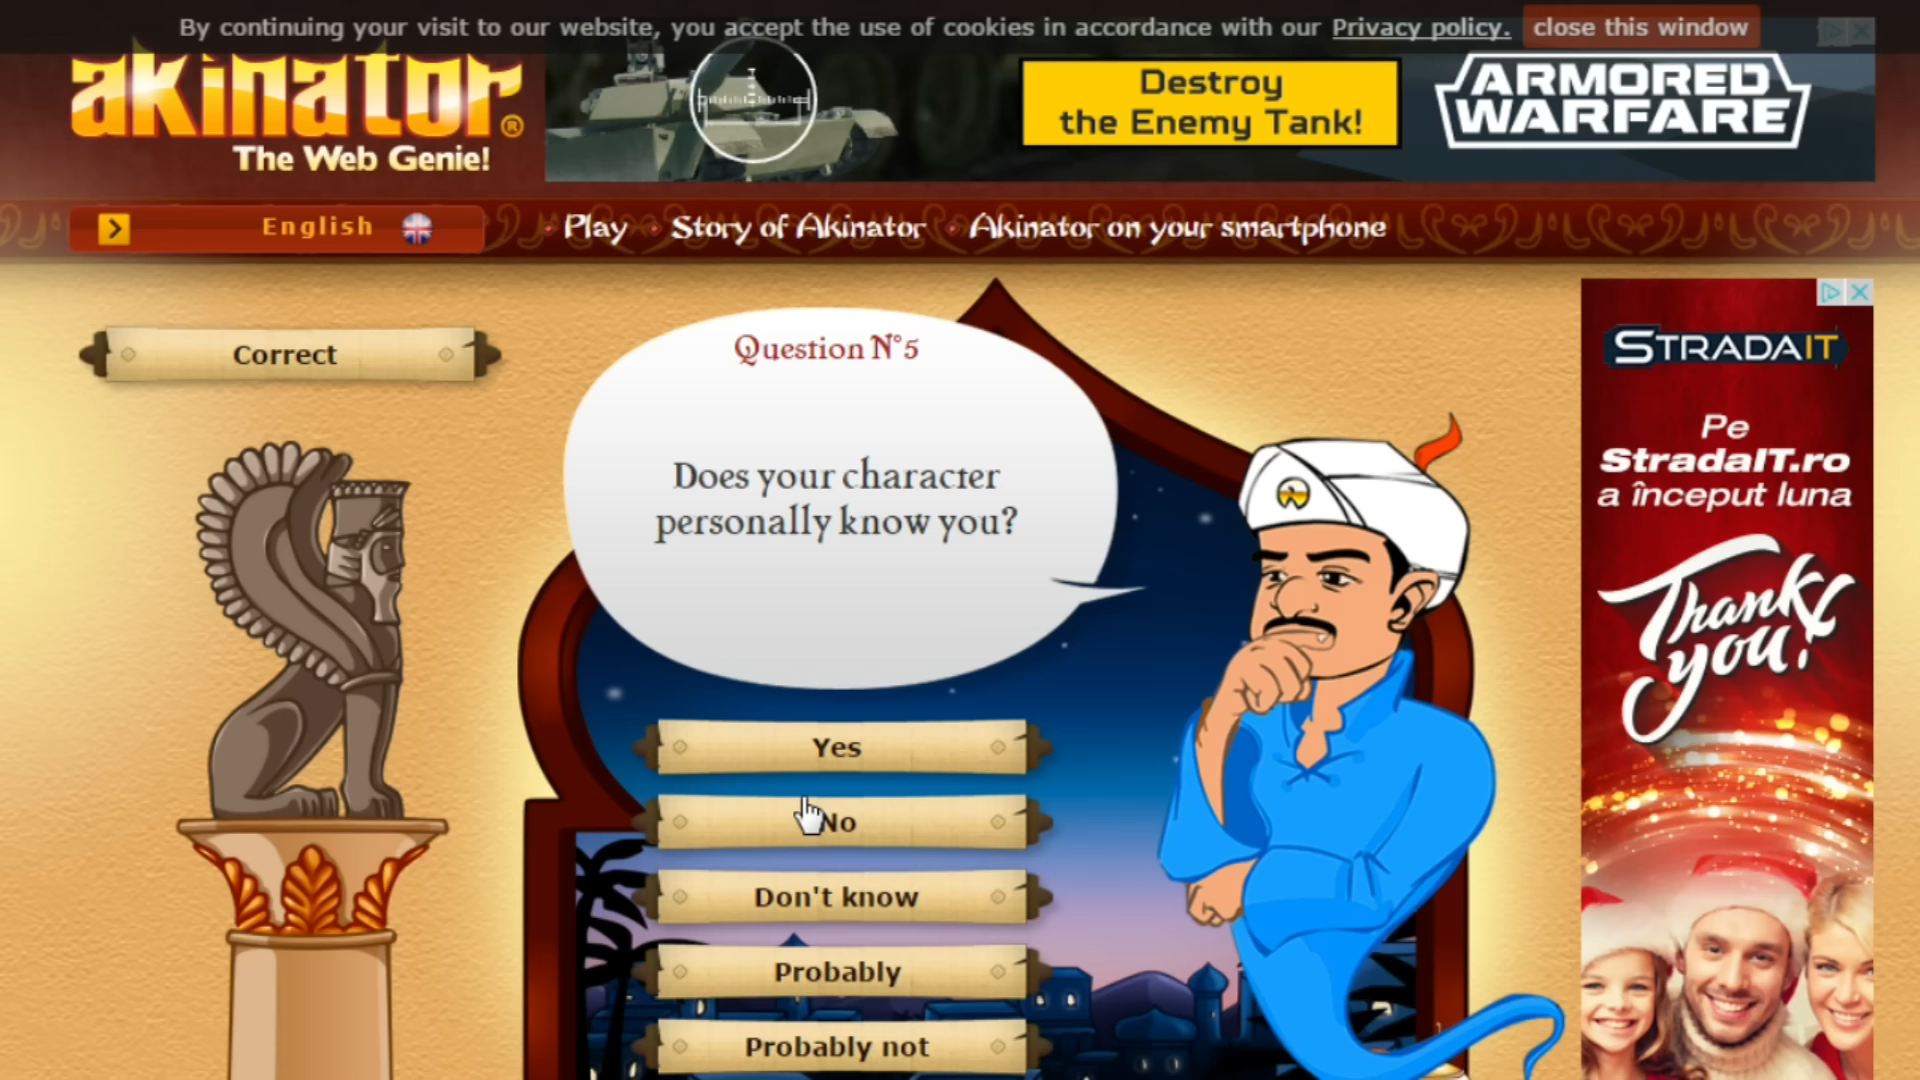 By continuing your visit to our website, you accept the use of cookies in accordance with our Privacy policy. close this window
akinator®
The Web Genie!
Destroy
the Enemy Tank!
ARMORED
WARFARE
English
Play
Story of Akinator
Akinator on your smartphone
Correct
Question N°5
Does your character
personally know you?
Yes
No
Don't know
Probably
Probably not
STRADAIT
Pe
StradaIT.ro
a început luna
Thank
you!